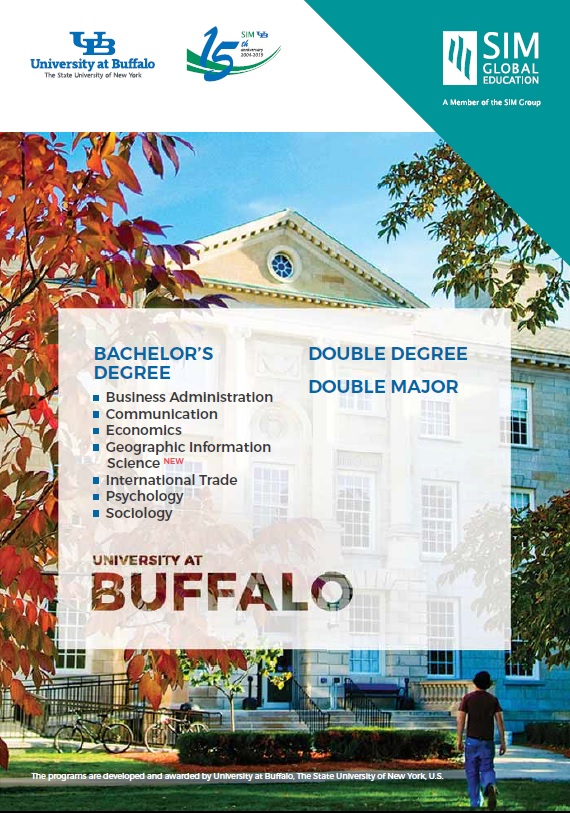 UB
University at Buffalo
The State University of New York
15th
SIM UB
anniversary
2004-2019
SIM
GLOBAL
EDUCATION
A Member of the SIM Group
BACHELOR'S
DEGREE
Business Administration
Communication
Economics
Geographic Information
Science NEW
International Trade
Psychology
Sociology
DOUBLE DEGREE
DOUBLE MAJOR
UNIVERSITY AT
BUFFALO
The programs are developed and awarded by University at Buffalo, The State University of New York, U.S.